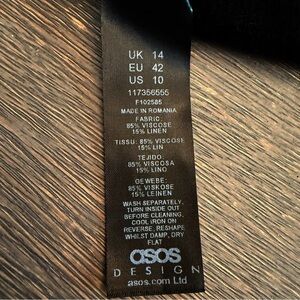 UK 14
EU 42
US 10
117356555
F102586
MADE IN ROMANIA
FABRIC:
85% VISCOSE
15% LINEN
TISSU: 85% VISCOSE
15% LIN
TEJIDO:
85% VISCOSA
15% LINO
GEWEBE:
85% VISKOSE
15% LEINEN
WASH SEPARATELY,
TURN INSIDE OUT
BEFORE CLEANING,
COOL IRON ON
REVERSE, RESHAPE
WHILST DAMP, DRY
FLAT
asos
DESIGN
asos.com Ltd